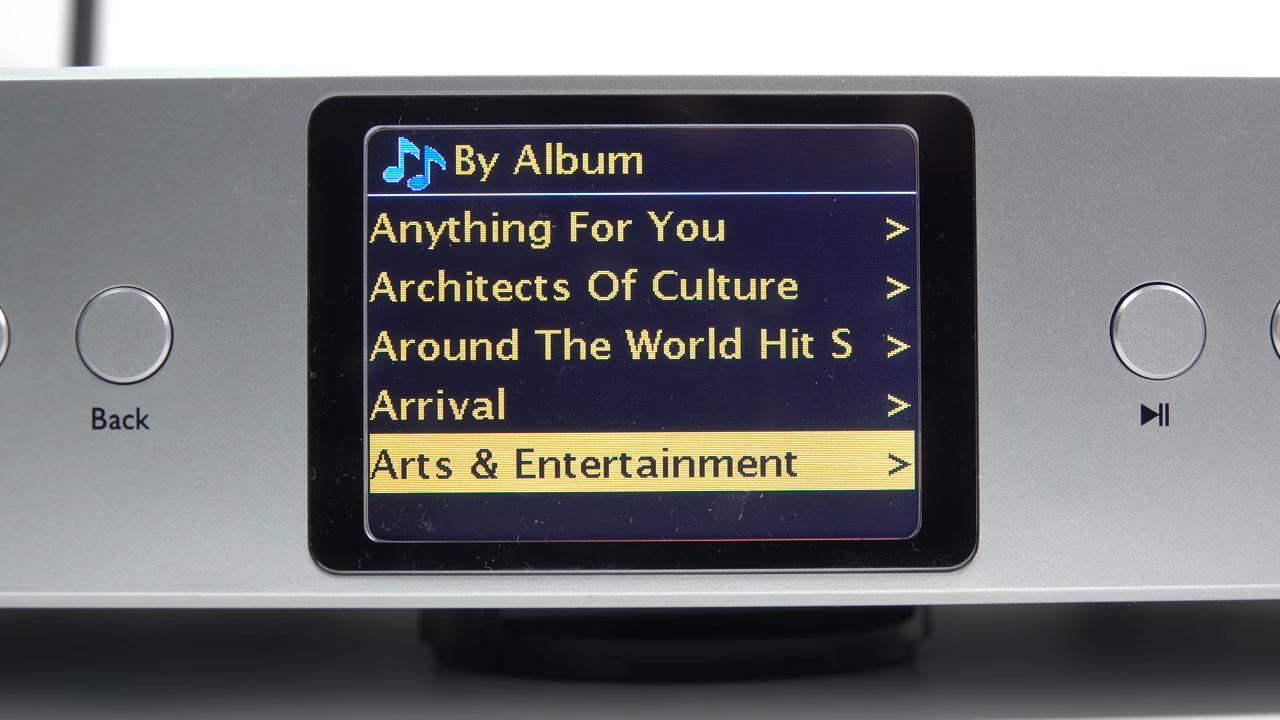 By Album
Anything For You >
Architects Of Culture >
Around The World Hit S >
Arrival >
Arts & Entertainment >
Back